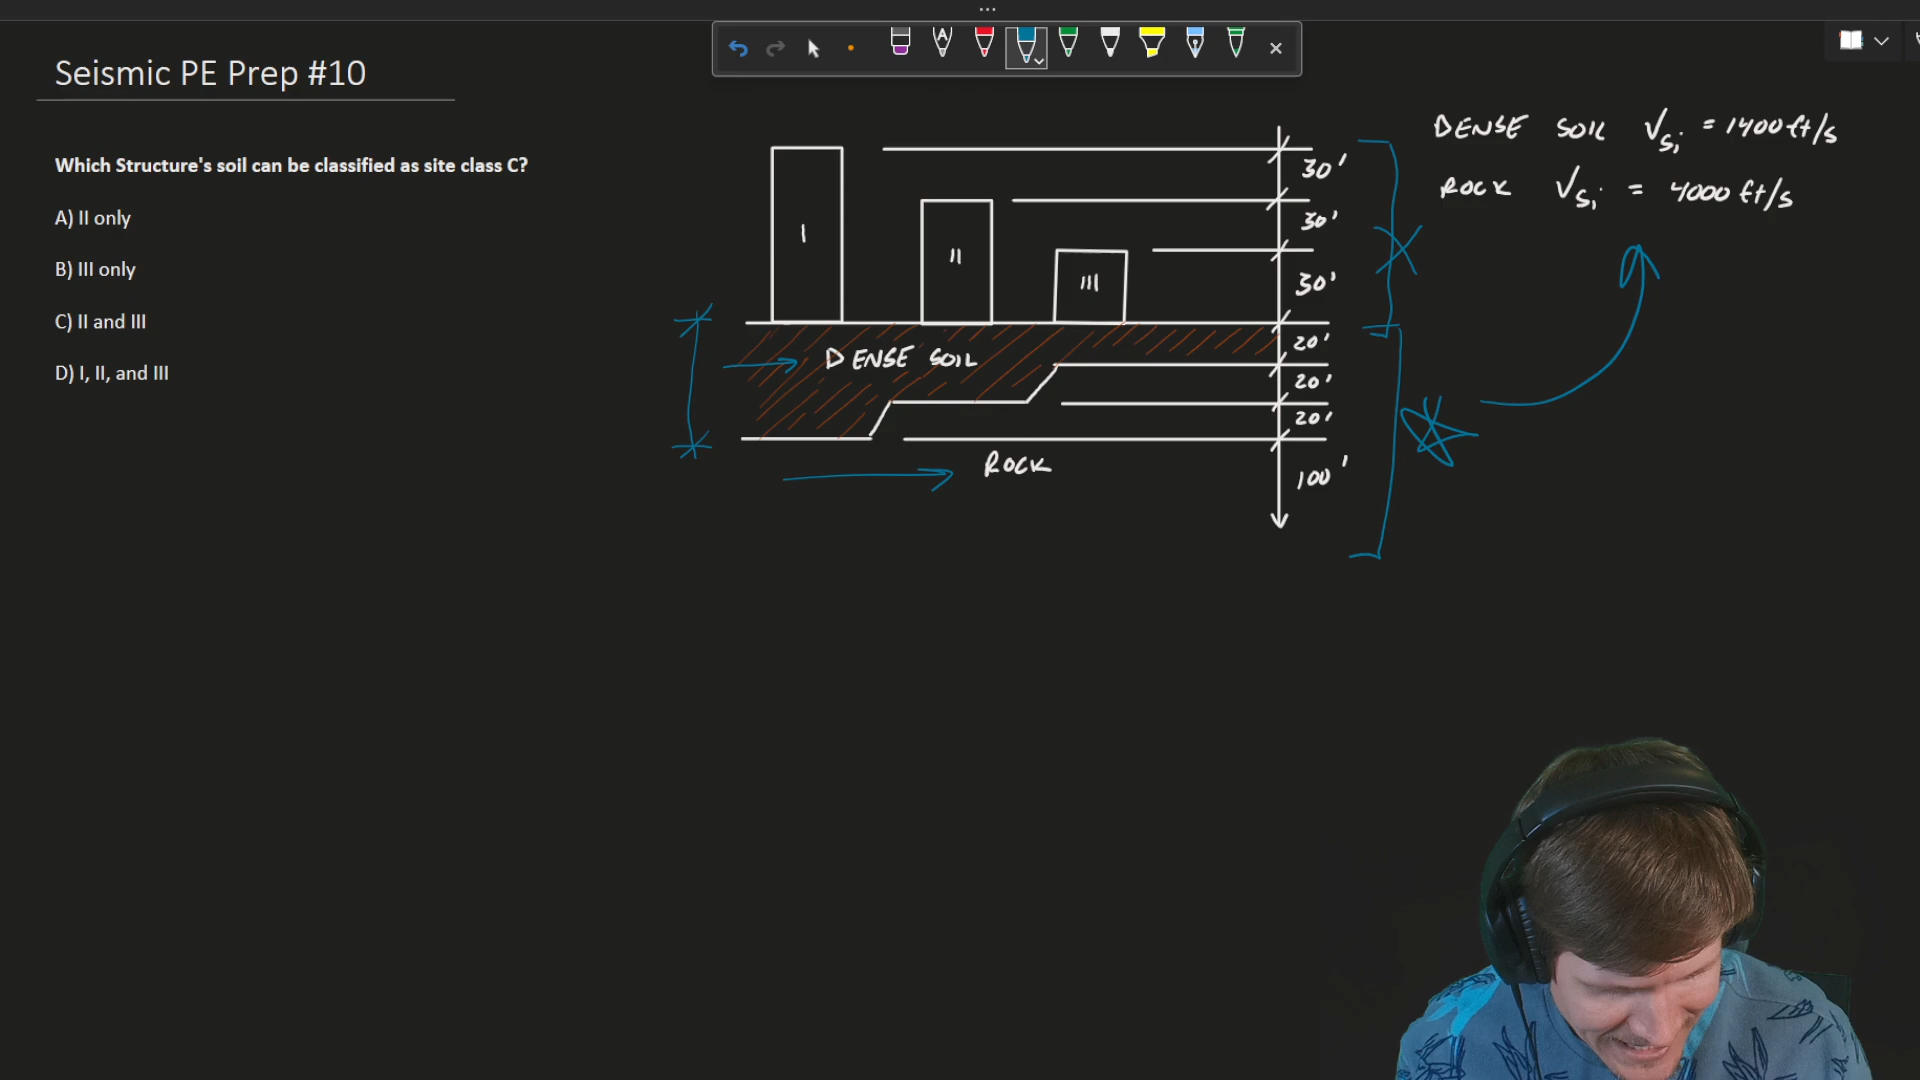 Seismic PE Prep #10
Which Structure's soil can be classified as site class C?
A) II only
B) III only
C) II and III
D) I, II, and III
I
II
III
DENSE SOIL
ROCK
30'
30'
30'
20'
20'
20'
100'
DENSE SOIL Vsi = 1400 ft/s
ROCK Vsi = 4000 ft/s
A